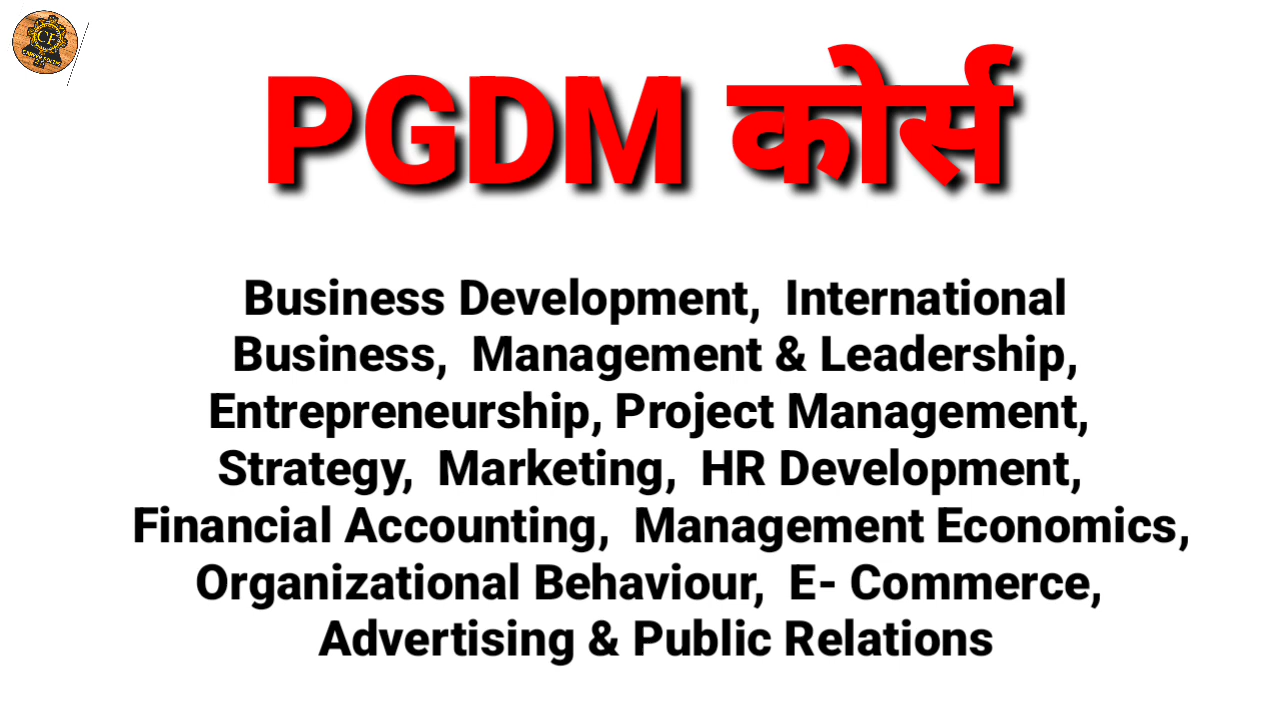 CF
PGDM कोर्स
Business Development, International
Business, Management & Leadership,
Entrepreneurship, Project Management,
Strategy, Marketing, HR Development,
Financial Accounting, Management Economics,
Organizational Behaviour, E- Commerce,
Advertising & Public Relations